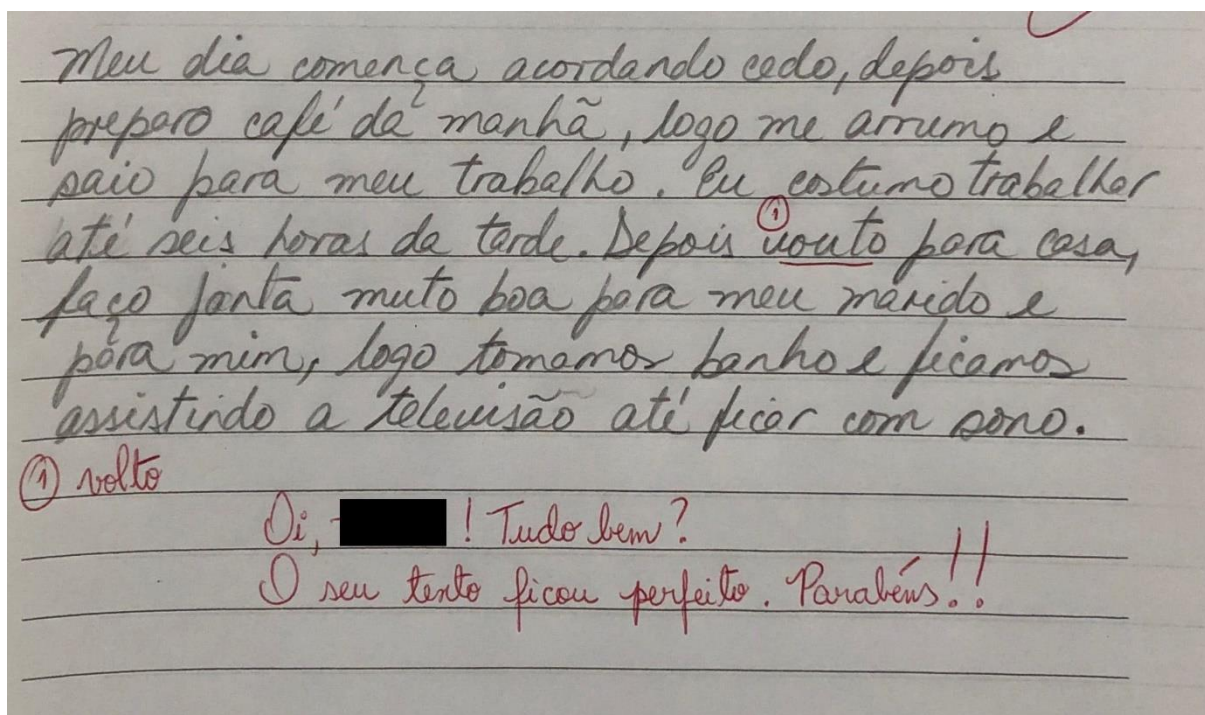 Meu dia comença acordando cedo, depois
preparo café da manhã, logo me arrumo e
saio para meu trabalho. Eu costumo trabalhar
até seis horas da tarde. Depois ① vouto para casa,
faço janta muto boa para meu marido e
para mim, logo tomamos banho e ficamos
assistindo a televisão até ficar com sono.
① volto
Oi, ! Tudo bem?
O seu texto ficou perfeito. Parabéns!!